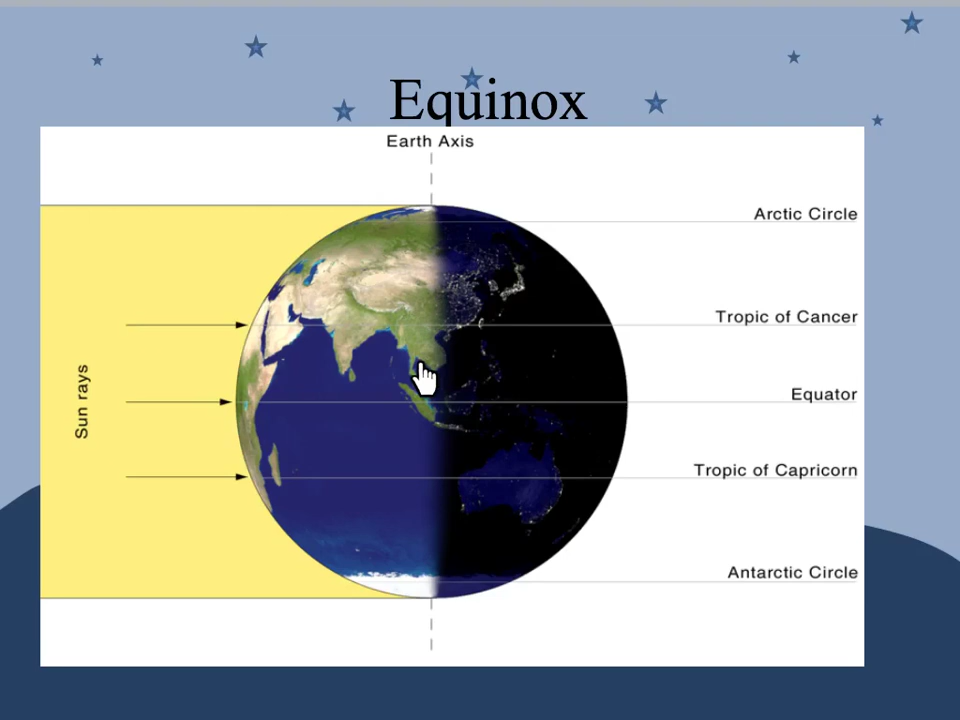 Equinox
Earth Axis
Arctic Circle
Tropic of Cancer
Sun rays
Equator
Tropic of Capricorn
Antarctic Circle